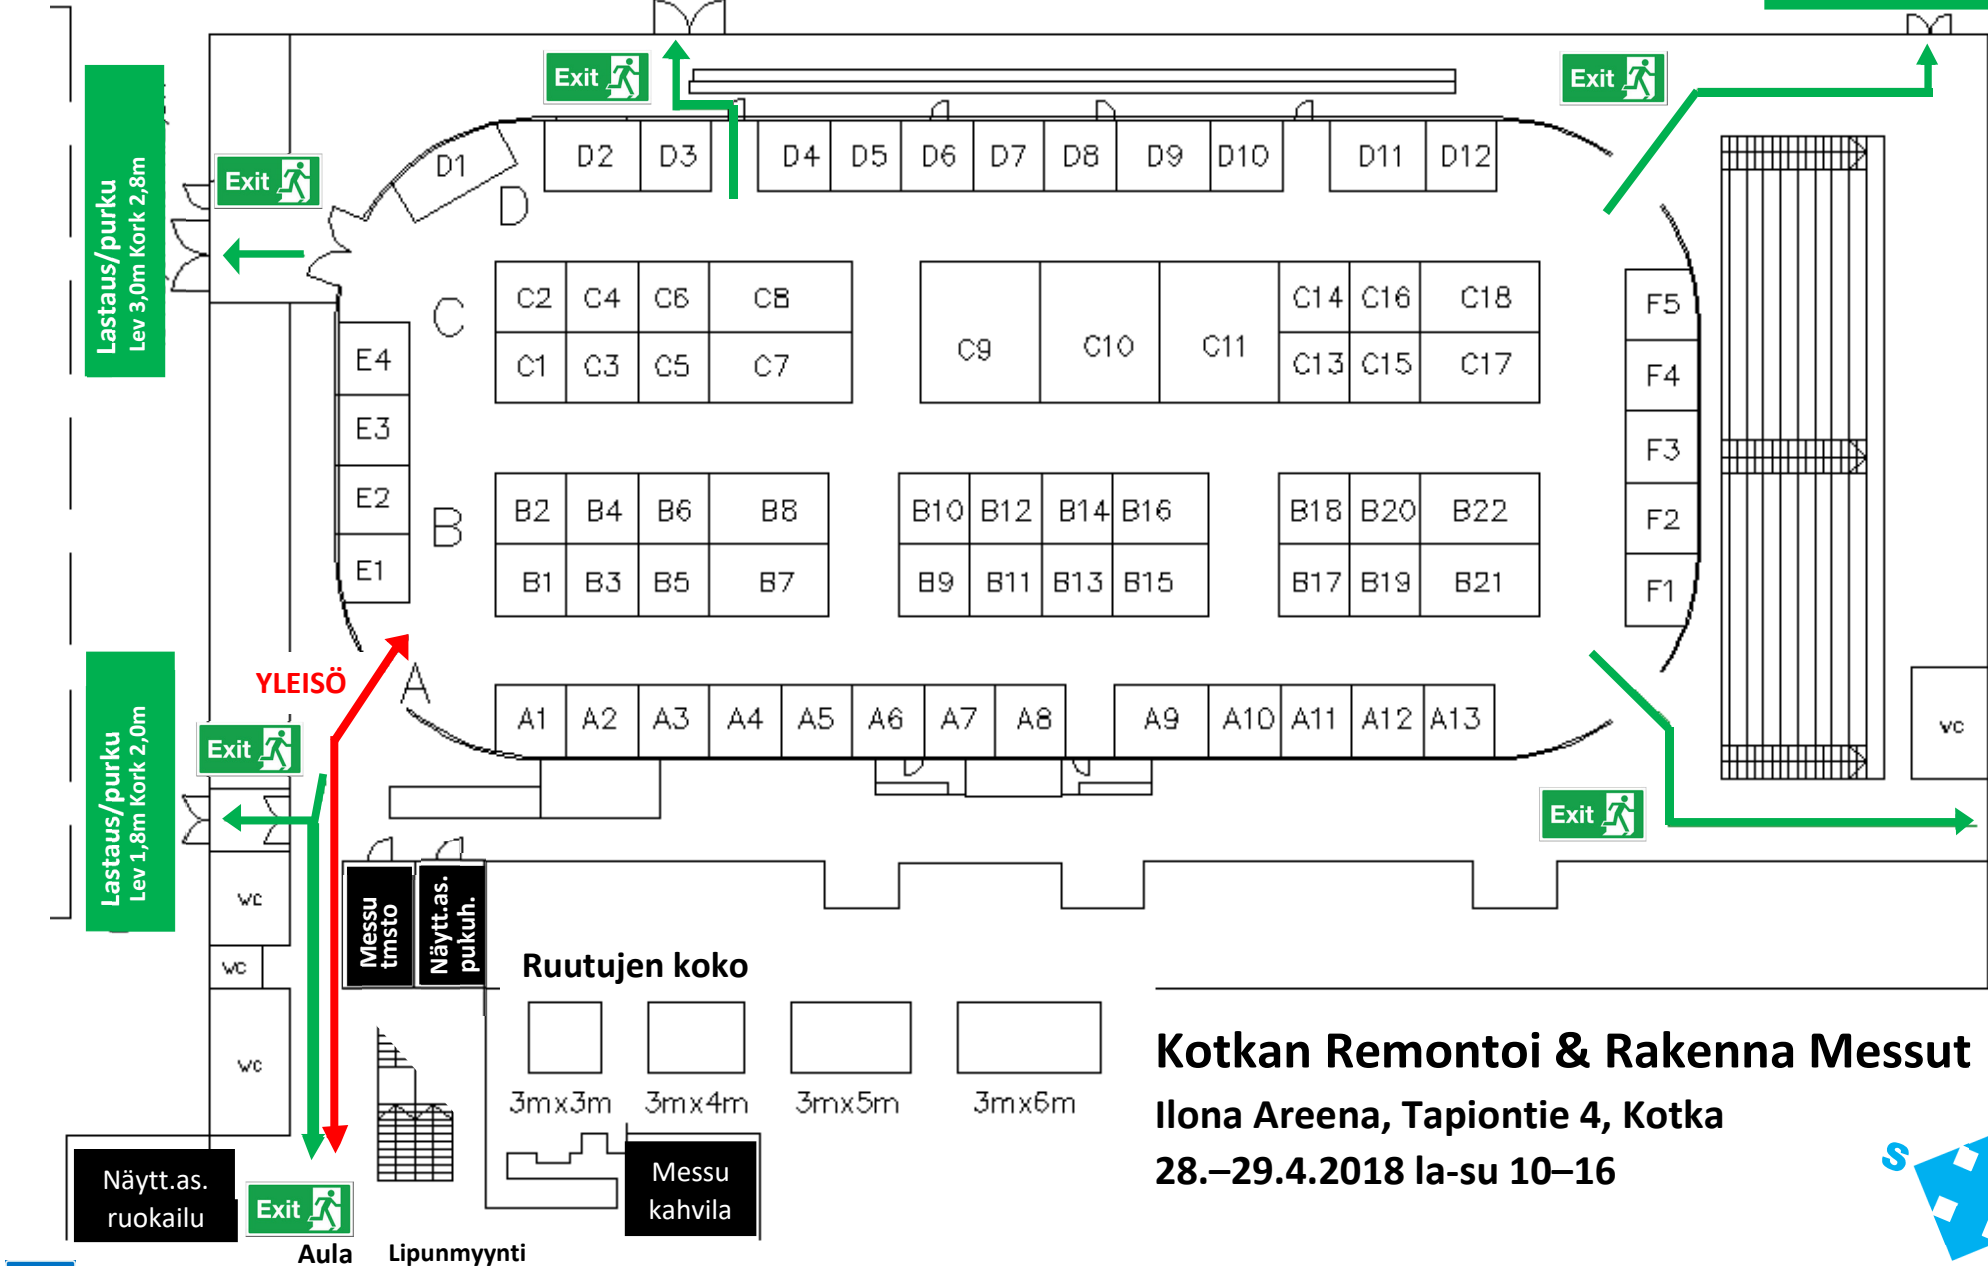 Exit
Exit
Exit
Lastaus/purku
Lev 3,0m Kork 2,8m
D1
D2
D3
D4
D5
D6
D7
D8
D9
D10
D11
D12
D
C
C2
C4
C6
C8
C14
C16
C18
C9
C10
C11
C1
C3
C5
C7
C13
C15
C17
E4
E3
E2
E1
F5
F4
F3
F2
F1
B
B2
B4
B6
B8
B10
B12
B14
B16
B18
B20
B22
B1
B3
B5
B7
B9
B11
B13
B15
B17
B19
B21
YLEISÖ
A
A1
A2
A3
A4
A5
A6
A7
A8
A9
A10
A11
A12
A13
Lastaus/purku
Lev 1,8m Kork 2,0m
Exit
Exit
WC
WC
WC
WC
Messu
tmsto
Näytt.as.
pukuh.
Ruutujen koko
3mx3m
3mx4m
3mx5m
3mx6m
Kotkan Remontoi & Rakenna Messut
Ilona Areena, Tapiontie 4, Kotka
28.–29.4.2018 la-su 10–16
S
Näytt.as.
ruokailu
Exit
Messu
kahvila
Aula
Lipunmyynti